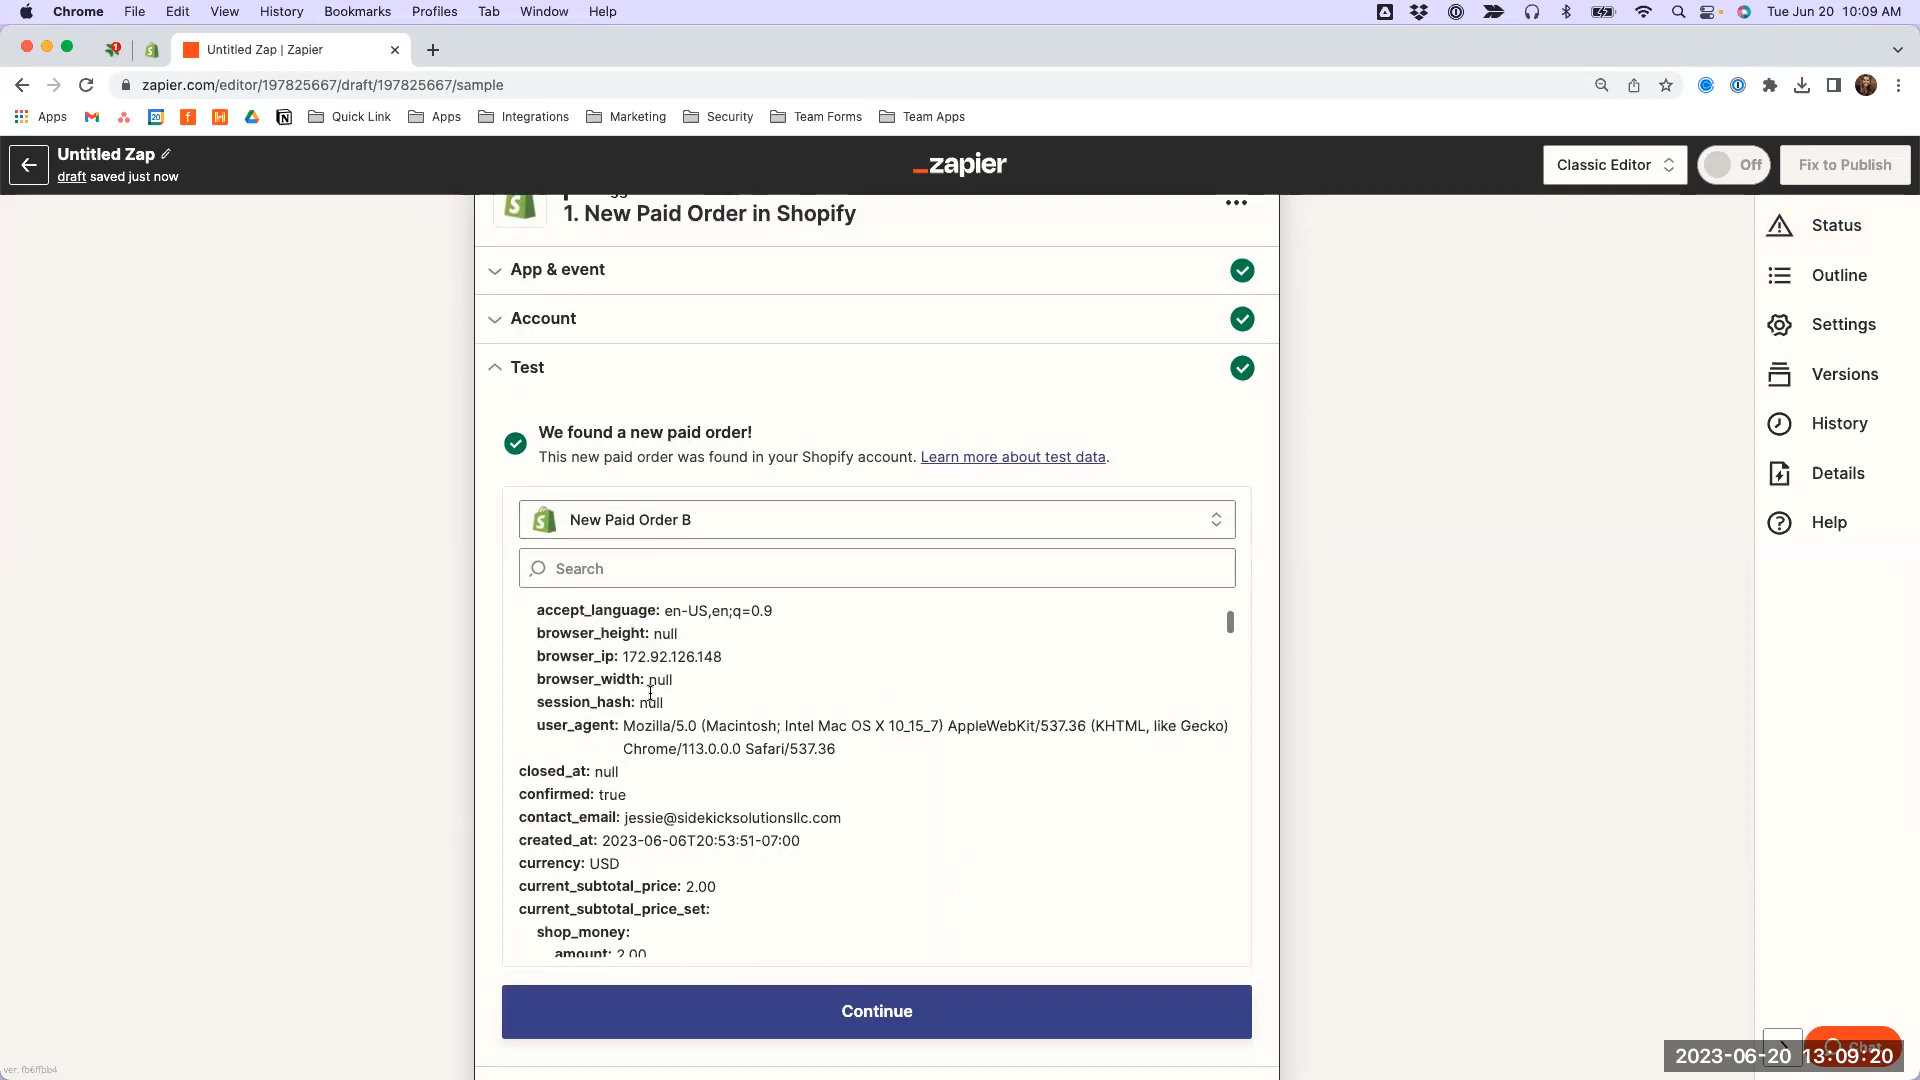 Chrome File Edit View History Bookmarks Profiles Tab Window Help Tue Jun 20 10:09 AM
Untitled Zap | Zapier
zapier.com/editor/197825667/draft/197825667/sample
Apps Quick Link Apps Integrations Marketing Security Team Forms Team Apps
Untitled Zap
draft saved just now
_zapier
Classic Editor
Off
Fix to Publish
1. New Paid Order in Shopify
App & event
Account
Test
We found a new paid order!
This new paid order was found in your Shopify account. Learn more about test data.
New Paid Order B
Search
accept_language: en-US,en;q=0.9
browser_height: null
browser_ip: 172.92.126.148
browser_width: null
session_hash: null
user_agent: Mozilla/5.0 (Macintosh; Intel Mac OS X 10_15_7) AppleWebKit/537.36 (KHTML, like Gecko)
Chrome/113.0.0.0 Safari/537.36
closed_at: null
confirmed: true
contact_email: jessie@sidekicksolutionsllc.com
created_at: 2023-06-06T20:53:51-07:00
currency: USD
current_subtotal_price: 2.00
current_subtotal_price_set:
shop_money:
amount: 2.00
Continue
Status
Outline
Settings
Versions
History
Details
Help
Chat
2023-06-20 13:09:20
ver. fb6ffbb4